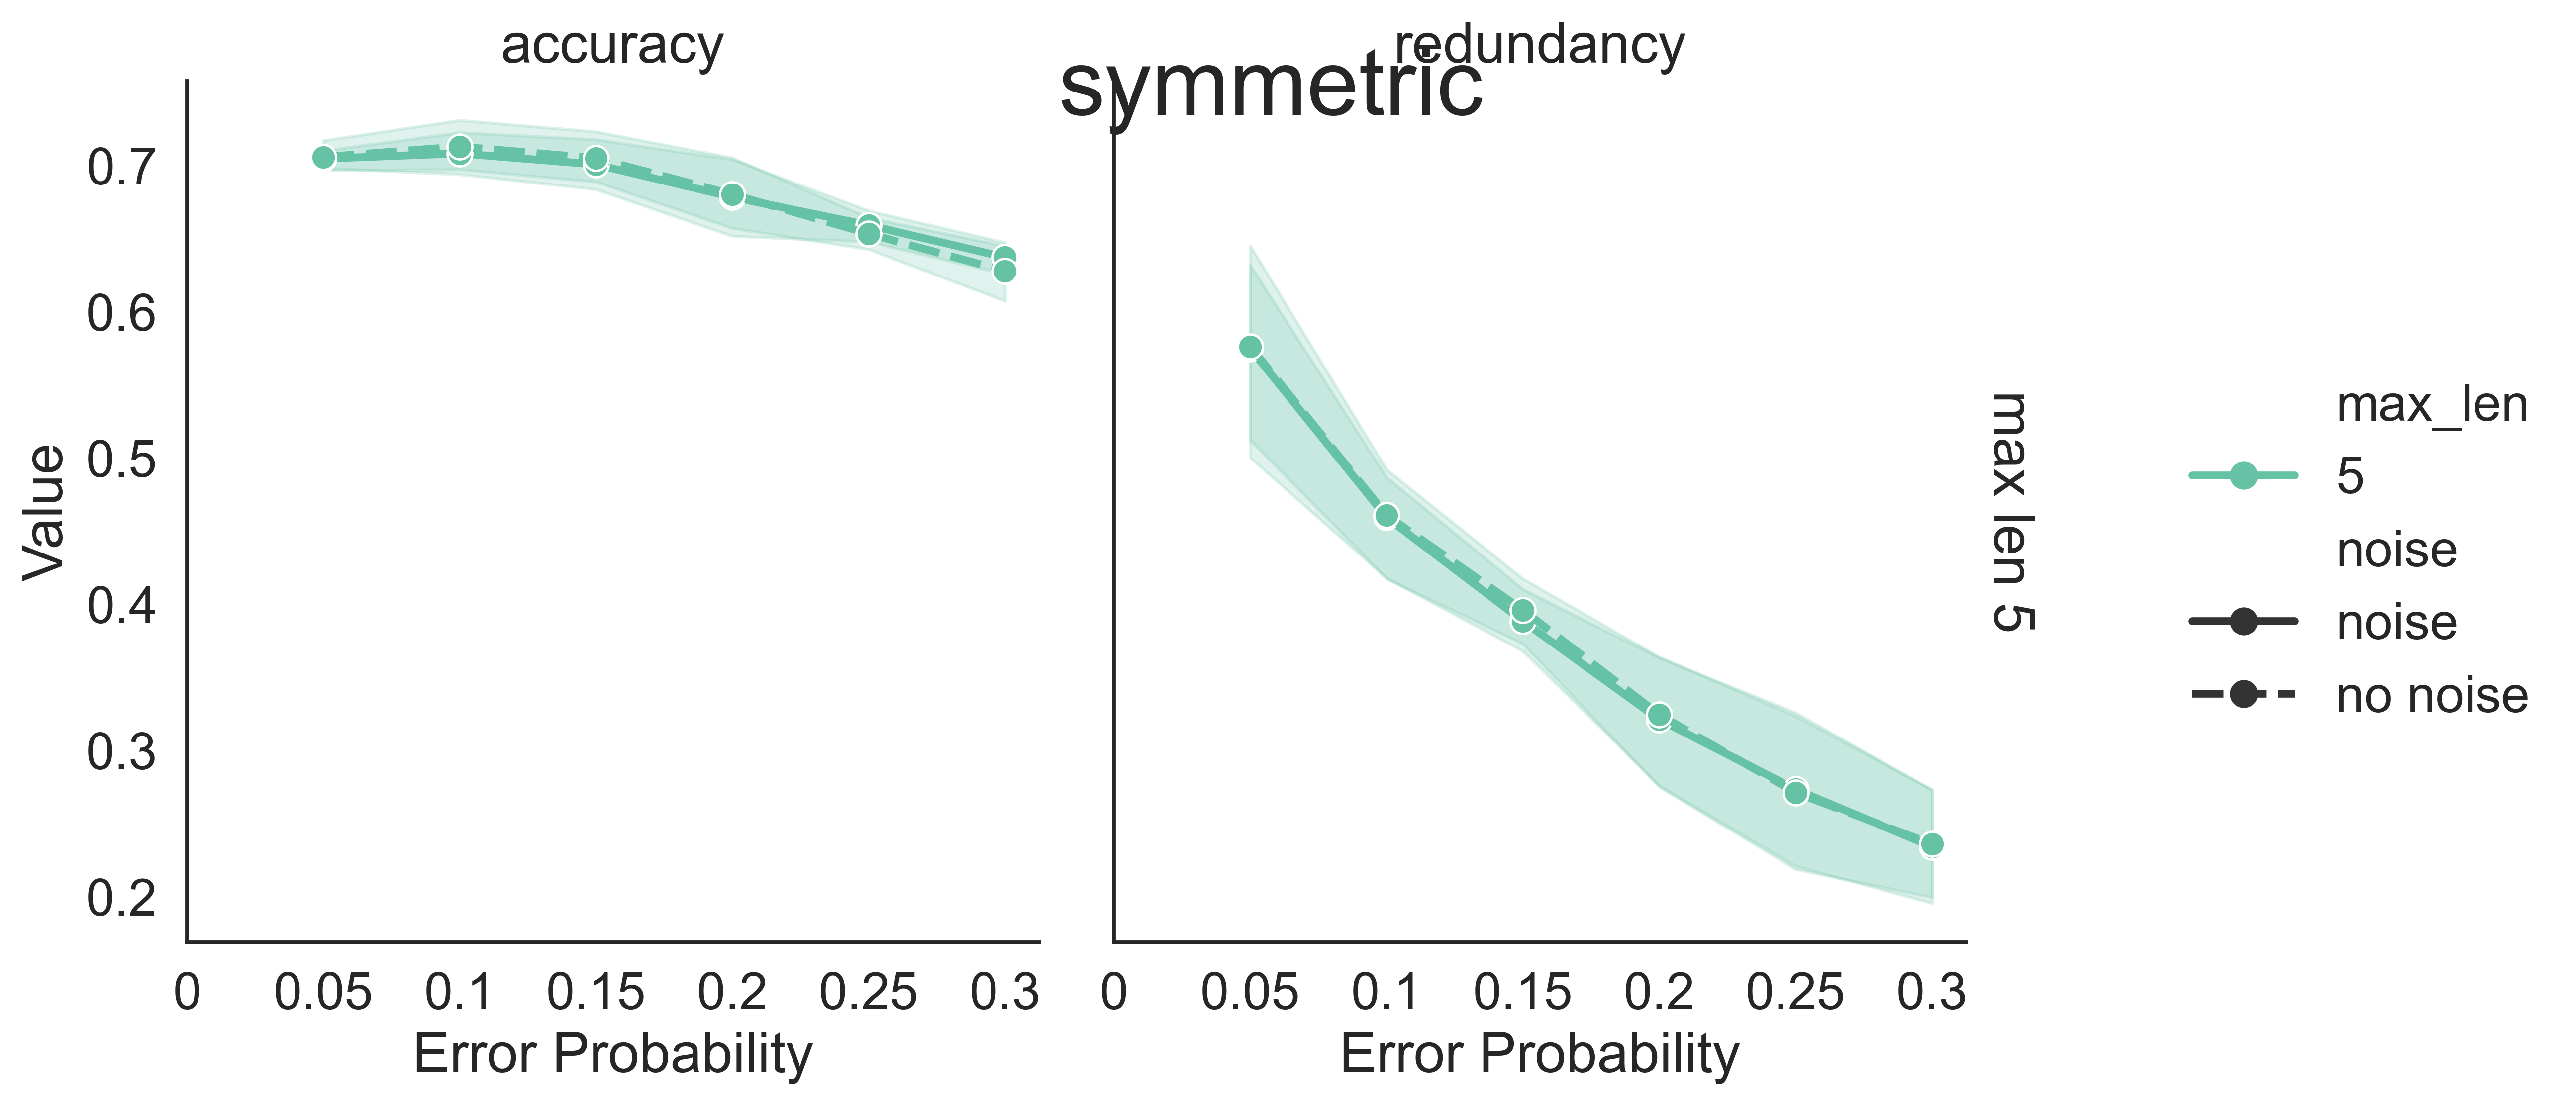 accuracy
redundancy
symmetric
Value
0.7
0.6
0.5
0.4
0.3
0.2
0 0.05 0.1 0.15 0.2 0.25 0.3
Error Probability
0 0.05 0.1 0.15 0.2 0.25 0.3
Error Probability
max len 5
max_len
5
noise
noise
no noise